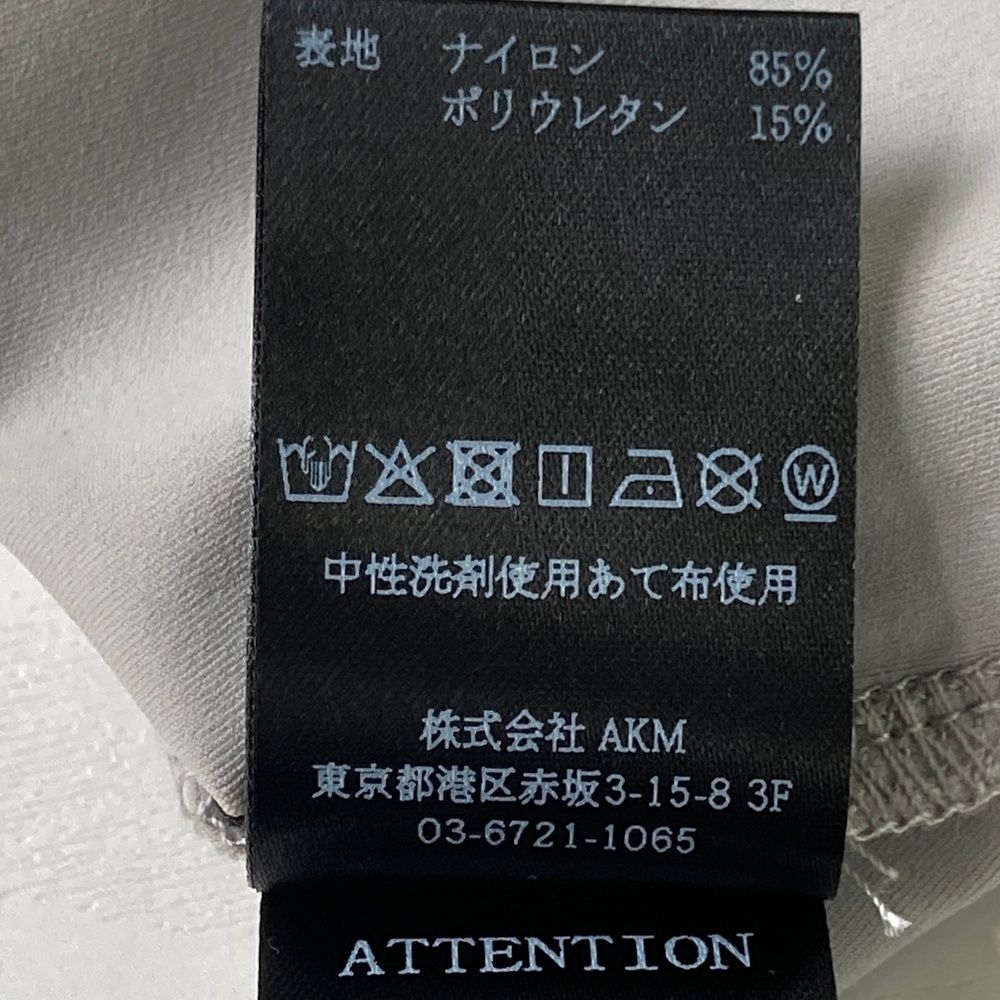 表地 ナイロン 85%
ポリウレタン 15%
W
中性洗剤使用あて布使用
株式会社 AKM
東京都港区赤坂3-15-8 3F
03-6721-1065
ATTENTION